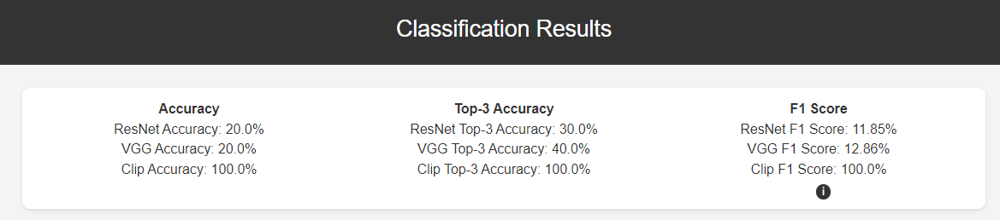 Classification Results
Accuracy
ResNet Accuracy: 20.0%
VGG Accuracy: 20.0%
Clip Accuracy: 100.0%
Top-3 Accuracy
ResNet Top-3 Accuracy: 30.0%
VGG Top-3 Accuracy: 40.0%
Clip Top-3 Accuracy: 100.0%
F1 Score
ResNet F1 Score: 11.85%
VGG F1 Score: 12.86%
Clip F1 Score: 100.0%
i